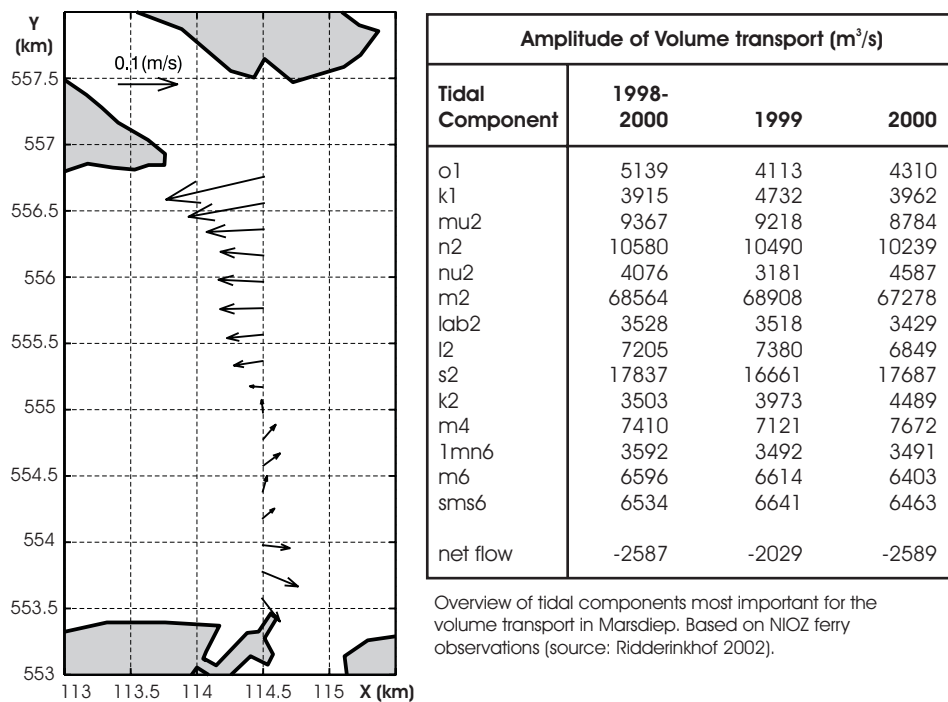 Y
(km)
0.1(m/s)
557.5
557
556.5
556
555.5
555
554.5
554
553.5
553
113 113.5 114 114.5 115 X (km)
Amplitude of Volume transport (m³/s)
Tidal 1998-
Component 2000 1999 2000
o1 5139 4113 4310
k1 3915 4732 3962
mu2 9367 9218 8784
n2 10580 10490 10239
nu2 4076 3181 4587
m2 68564 68908 67278
lab2 3528 3518 3429
l2 7205 7380 6849
s2 17837 16661 17687
k2 3503 3973 4489
m4 7410 7121 7672
1mn6 3592 3492 3491
m6 6596 6614 6403
sms6 6534 6641 6463
net flow -2587 -2029 -2589
Overview of tidal components most important for the
volume transport in Marsdiep. Based on NIOZ ferry
observations (source: Ridderinkhof 2002).